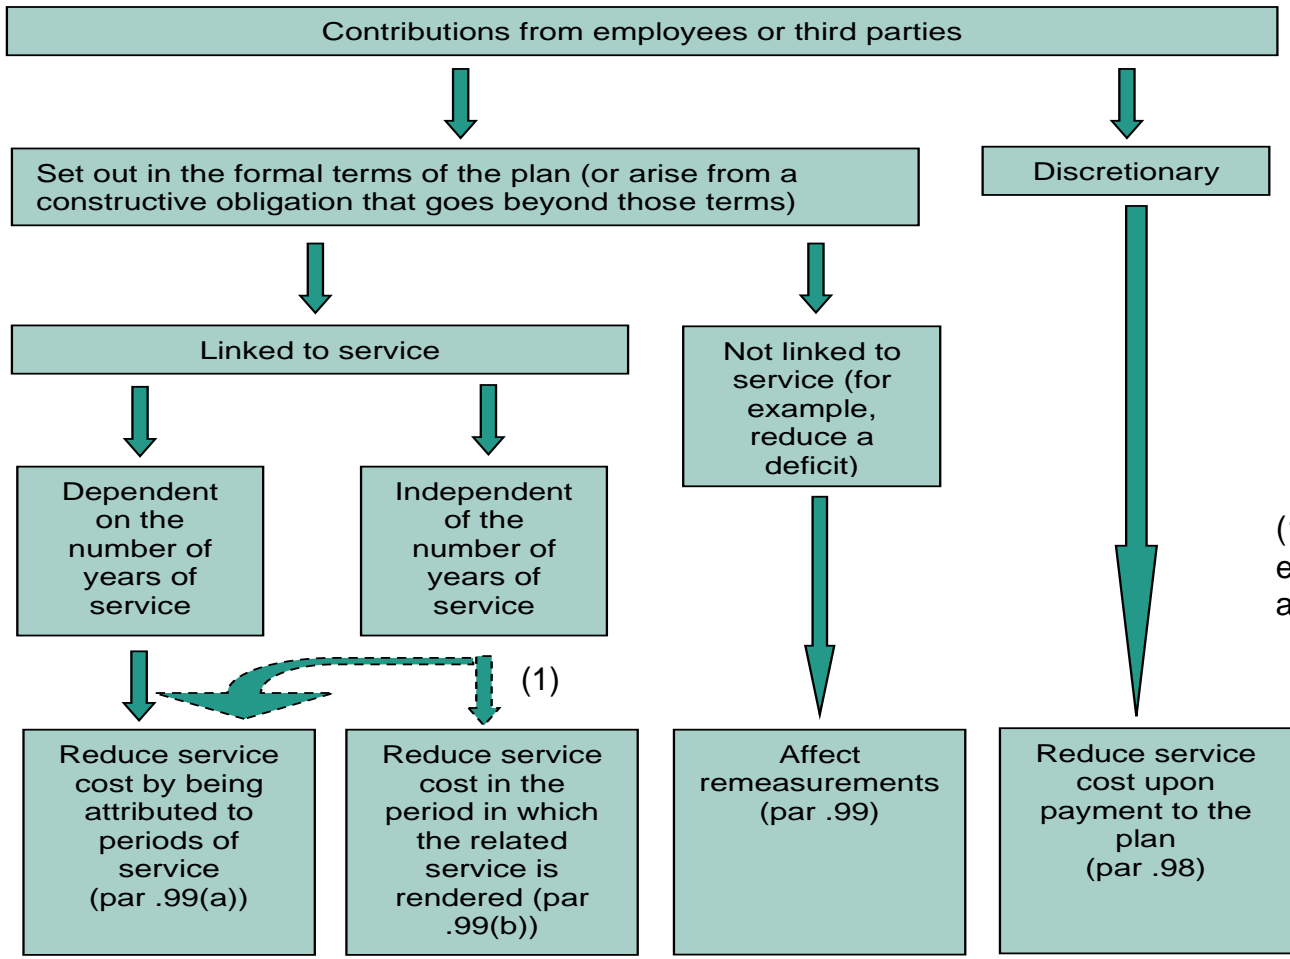 Contributions from employees or third parties
Set out in the formal terms of the plan (or arise from a
constructive obligation that goes beyond those terms)
Discretionary
Linked to service
Not linked to
service (for
example,
reduce a
deficit)
Dependent
on the
number of
years of
service
Independent
of the
number of
years of
service
(1)
Reduce service
cost by being
attributed to
periods of
service
(par .99(a))
Reduce service
cost in the
period in which
the related
service is
rendered (par
.99(b))
Affect
remeasurements
(par .99)
Reduce service
cost upon
payment to the
plan
(par .98)